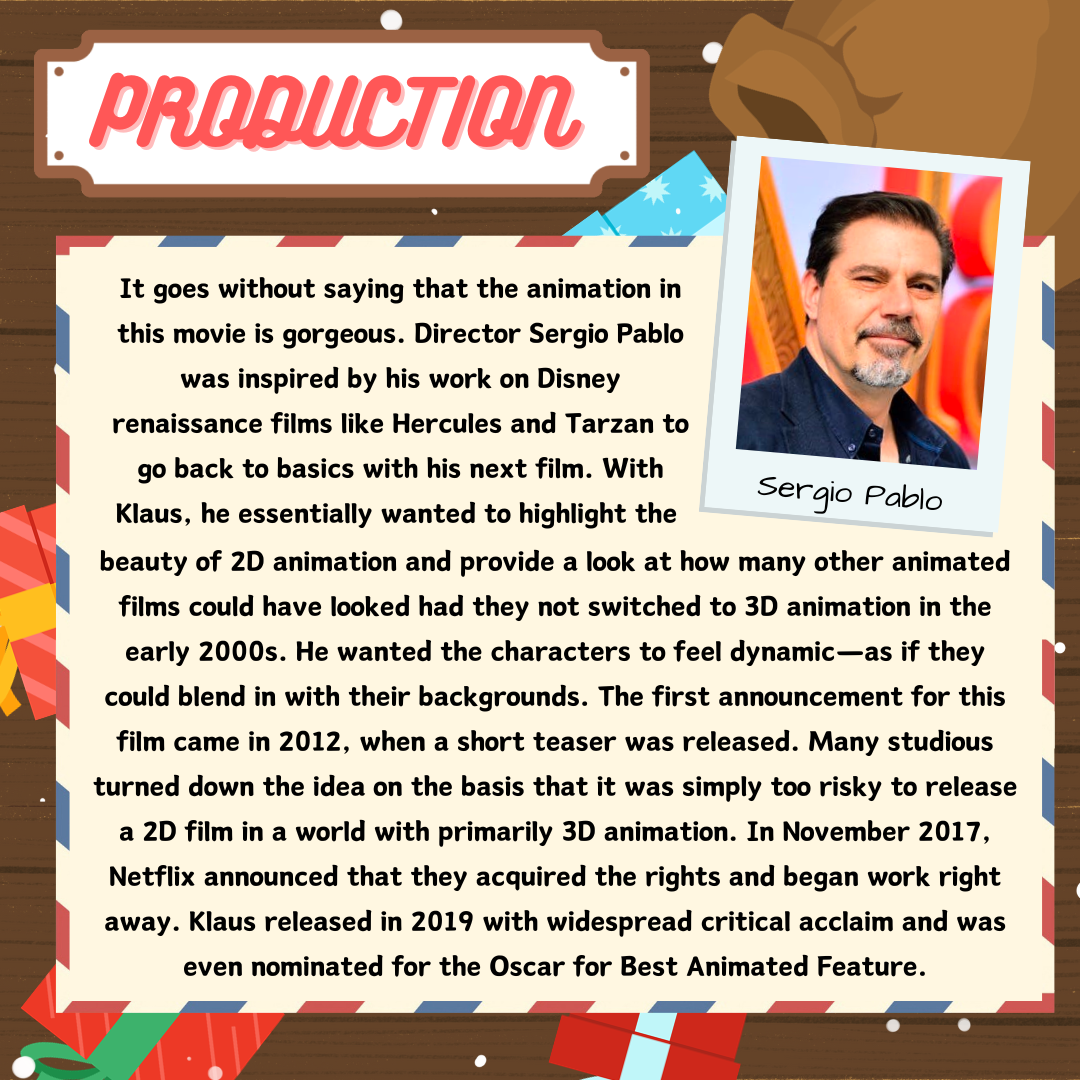 PRODUCTION
It goes without saying that the animation in
this movie is gorgeous. Director Sergio Pablo
was inspired by his work on Disney
renaissance films like Hercules and Tarzan to
go back to basics with his next film. With
Klaus, he essentially wanted to highlight the
beauty of 2D animation and provide a look at how many other animated
films could have looked had they not switched to 3D animation in the
early 2000s. He wanted the characters to feel dynamic—as if they
could blend in with their backgrounds. The first announcement for this
film came in 2012, when a short teaser was released. Many studious
turned down the idea on the basis that it was simply too risky to release
a 2D film in a world with primarily 3D animation. In November 2017,
Netflix announced that they acquired the rights and began work right
away. Klaus released in 2019 with widespread critical acclaim and was
even nominated for the Oscar for Best Animated Feature.
Sergio Pablo